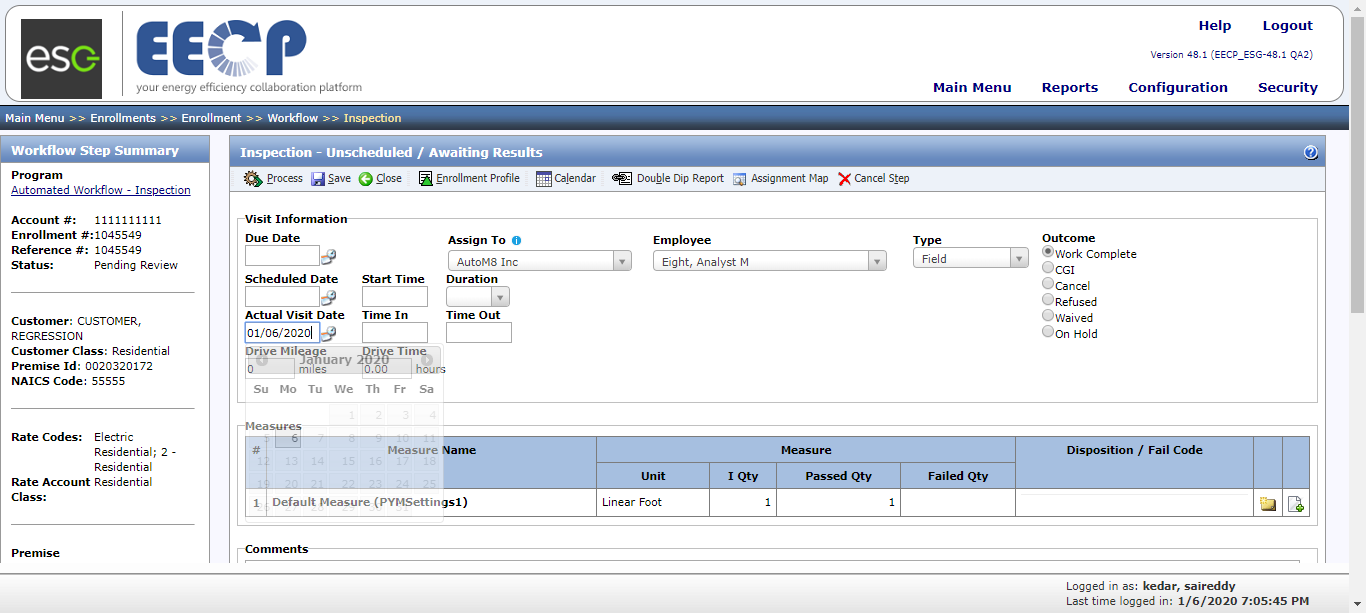 Help Logout
esg
EECP
your energy efficiency collaboration platform
Version 48.1 (EECP_ESG-48.1 QA2)
Main Menu Reports Configuration Security
Main Menu >> Enrollments >> Enrollment >> Workflow >> Inspection
Workflow Step Summary
Program
Automated Workflow - Inspection
Account #: 1111111111
Enrollment #:1045549
Reference #: 1045549
Status: Pending Review
Customer: CUSTOMER,
REGRESSION
Customer Class: Residential
Premise Id: 0020320172
NAICS Code: 55555
Rate Codes: Electric
Residential; 2 -
Residential
Rate Account Residential
Class:
Premise
Inspection - Unscheduled / Awaiting Results
Process Save Close Enrollment Profile Calendar Double Dip Report Assignment Map Cancel Step
Visit Information
Due Date Assign To Employee Type Outcome
AutoM8 Inc Eight, Analyst M Field
Work Complete
CGI
Cancel
Refused
Waived
On Hold
Scheduled Date Start Time Duration
Actual Visit Date Time In Time Out
01/06/2020
Drive Mileage Drive Time
0 miles 0.00 hours
January 2020
Su Mo Tu We Th Fr Sa
1 2 3 4
5 6 7 8 9 10 11
12 13 14 15 16 17 18
19 20 21 22 23 24 25
26 27 28 29 30 31
Measures
# Measure Name Measure Disposition / Fail Code
Unit I Qty Passed Qty Failed Qty
1 Default Measure (PYMSettings1) Linear Foot 1 1
Comments
Logged in as: kedar, saireddy
Last time logged in: 1/6/2020 7:05:45 PM